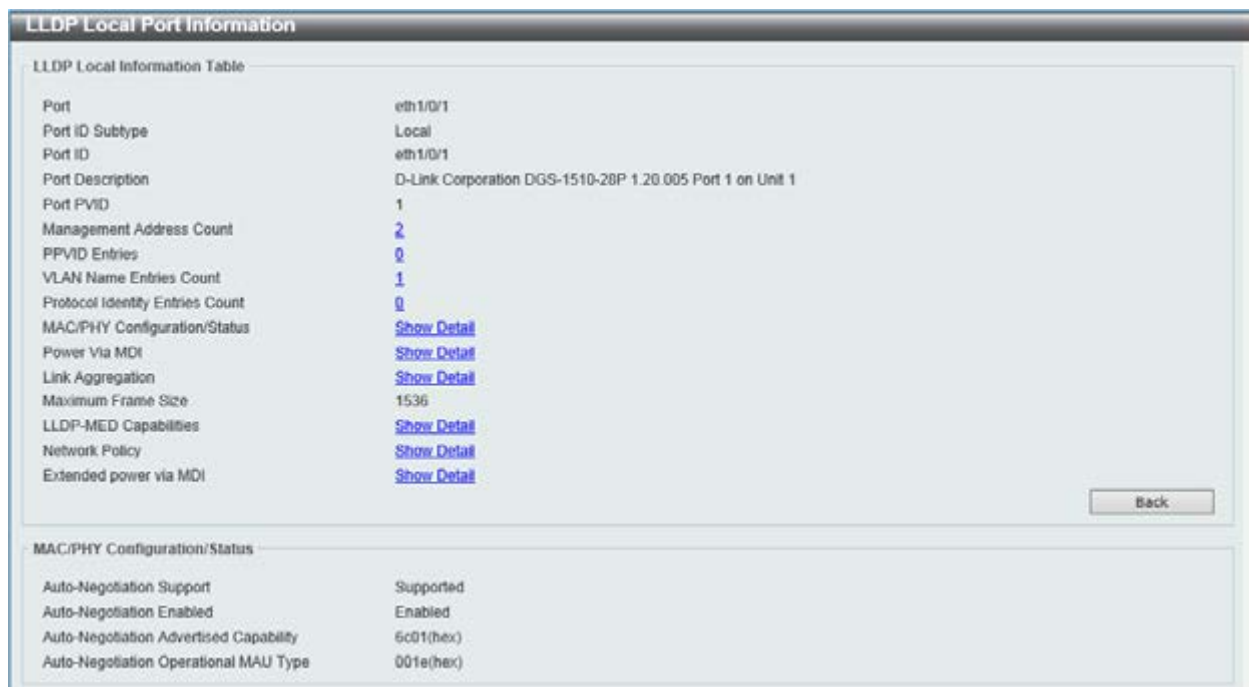 LLDP Local Port Information
LLDP Local Information Table
Port eth1/0/1
Port ID Subtype Local
Port ID eth1/0/1
Port Description D-Link Corporation DGS-1510-28P 1.20.005 Port 1 on Unit 1
Port PVID 1
Management Address Count 2
PPVID Entries 0
VLAN Name Entries Count 1
Protocol Identity Entries Count 0
MAC/PHY Configuration/Status Show Detail
Power Via MDI Show Detail
Link Aggregation Show Detail
Maximum Frame Size 1536
LLDP-MED Capabilities Show Detail
Network Policy Show Detail
Extended power via MDI Show Detail
Back
MAC/PHY Configuration/Status
Auto-Negotiation Support Supported
Auto-Negotiation Enabled Enabled
Auto-Negotiation Advertised Capability 6c01(hex)
Auto-Negotiation Operational MAU Type 001e(hex)